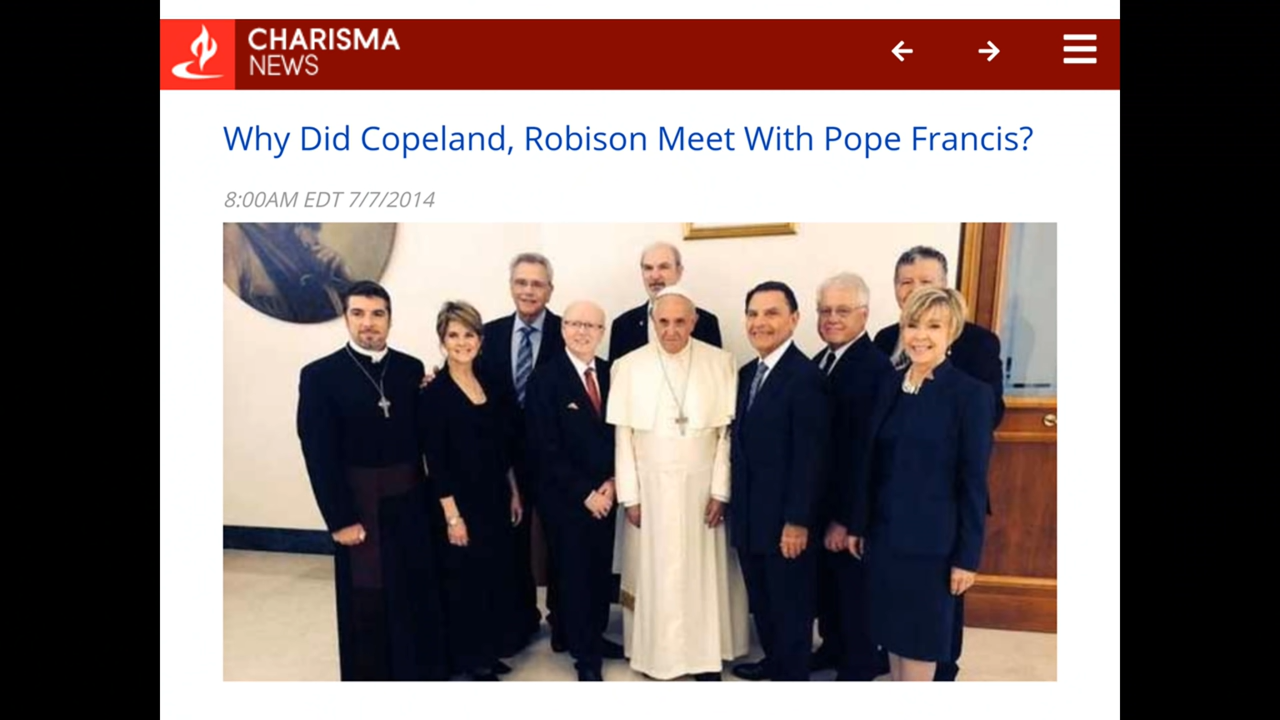 CHARISMA
NEWS
Why Did Copeland, Robison Meet With Pope Francis?
8:00AM EDT 7/7/2014